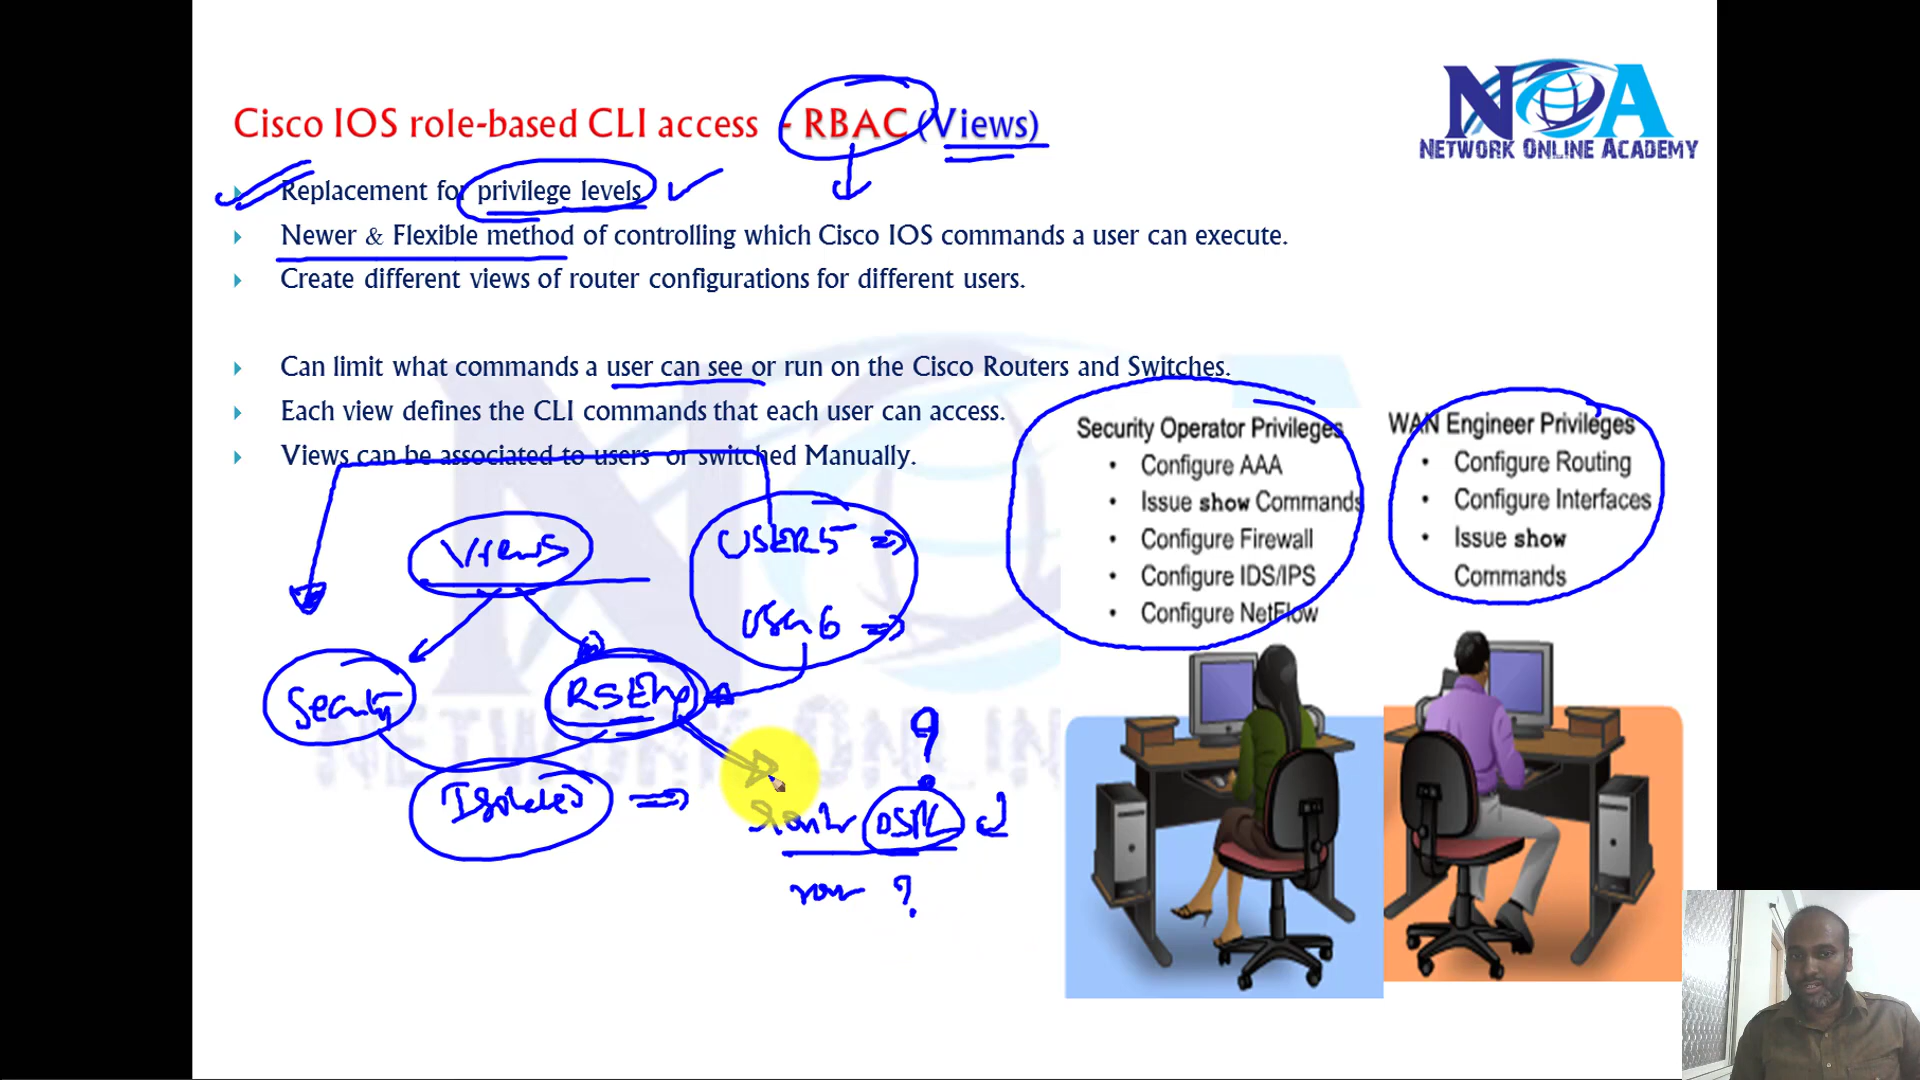 NOA
NETWORK ONLINE ACADEMY
Cisco IOS role-based CLI access - RBAC (Views)
Replacement for privilege levels
Newer & Flexible method of controlling which Cisco IOS commands a user can execute.
Create different views of router configurations for different users.
Can limit what commands a user can see or run on the Cisco Routers and Switches.
Each view defines the CLI commands that each user can access.
Views can be associated to users or switched Manually.
Security Operator Privileges
• Configure AAA
• Issue show Commands
• Configure Firewall
• Configure IDS/IPS
• Configure NetFlow
WAN Engineer Privileges
• Configure Routing
• Configure Interfaces
• Issue show
Commands
Views
USER5
User6
Security
?
NETWORK ONLIN